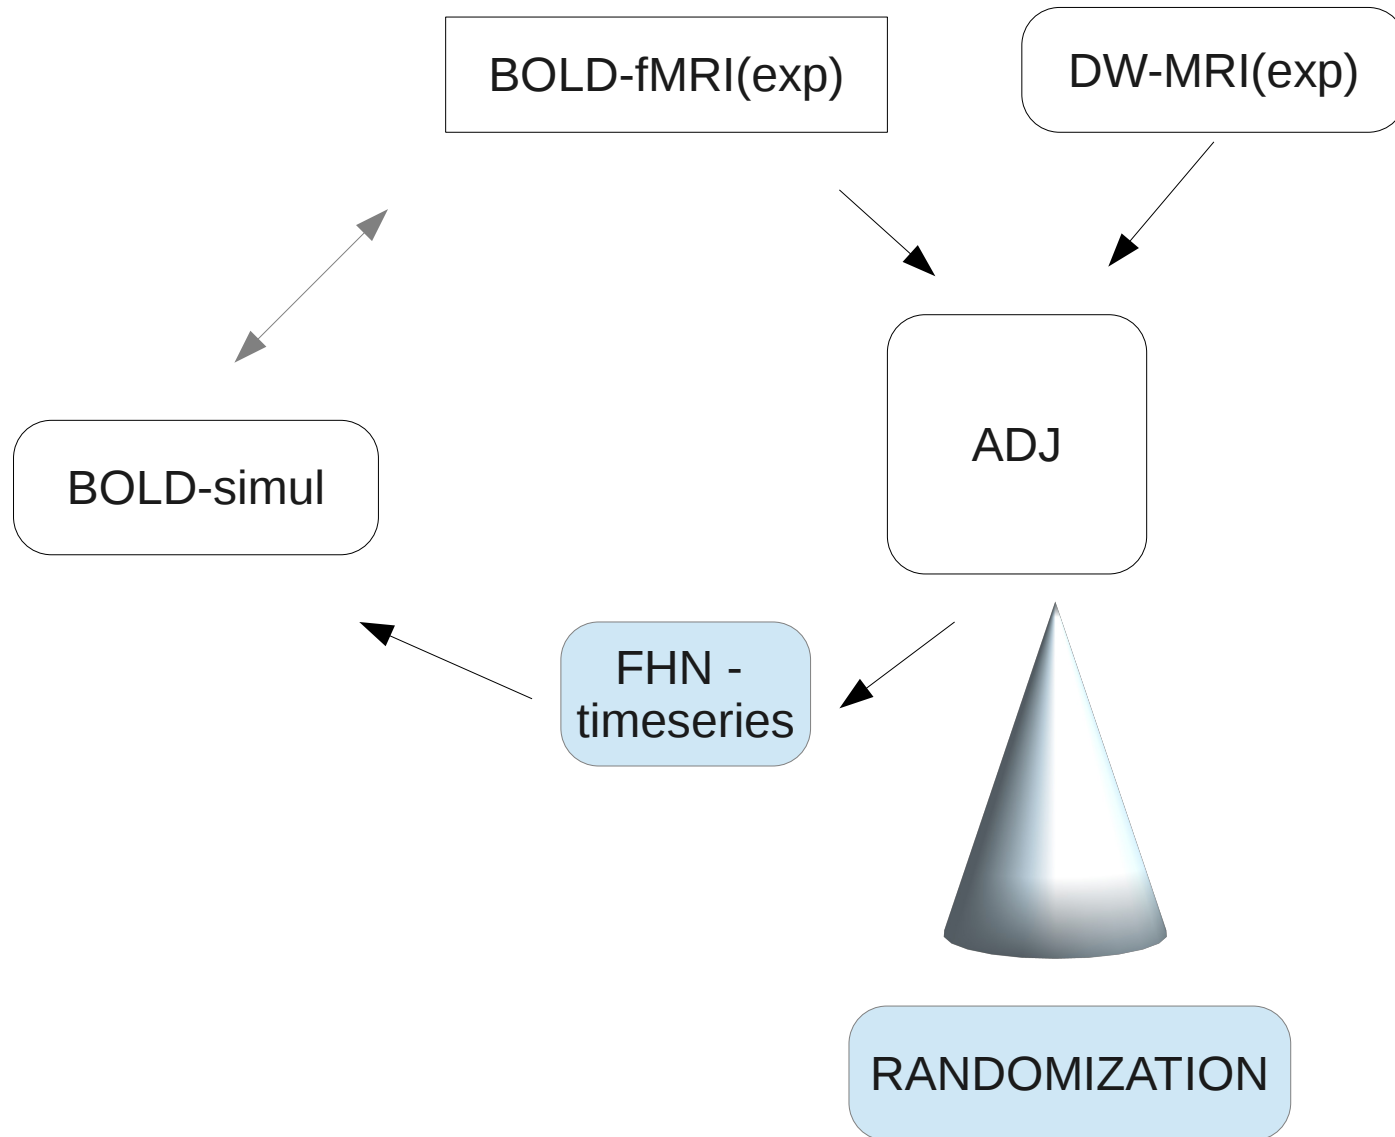 BOLD-fMRI(exp)
DW-MRI(exp)
ADJ
BOLD-simul
FHN -
timeseries
RANDOMIZATION